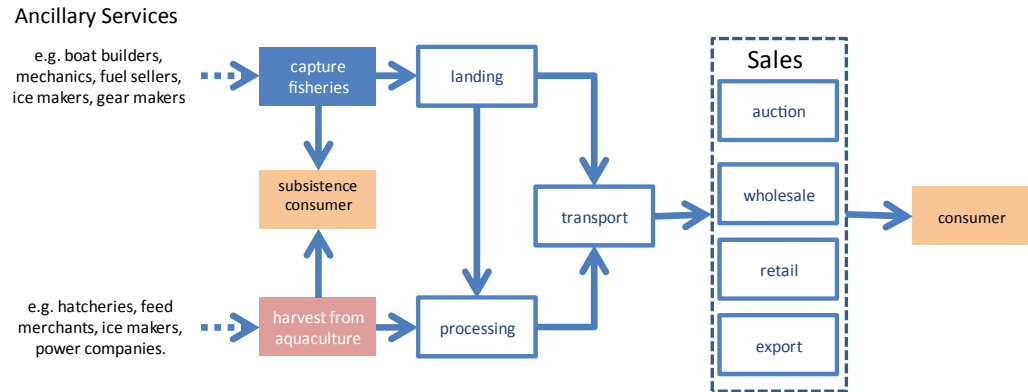 Ancillary Services
e.g. boat builders,
mechanics, fuel sellers,
ice makers, gear makers
capture
fisheries
landing
Sales
auction
subsistence
consumer
transport
wholesale
consumer
retail
e.g. hatcheries, feed
merchants, ice makers,
power companies.
harvest from
aquaculture
processing
export